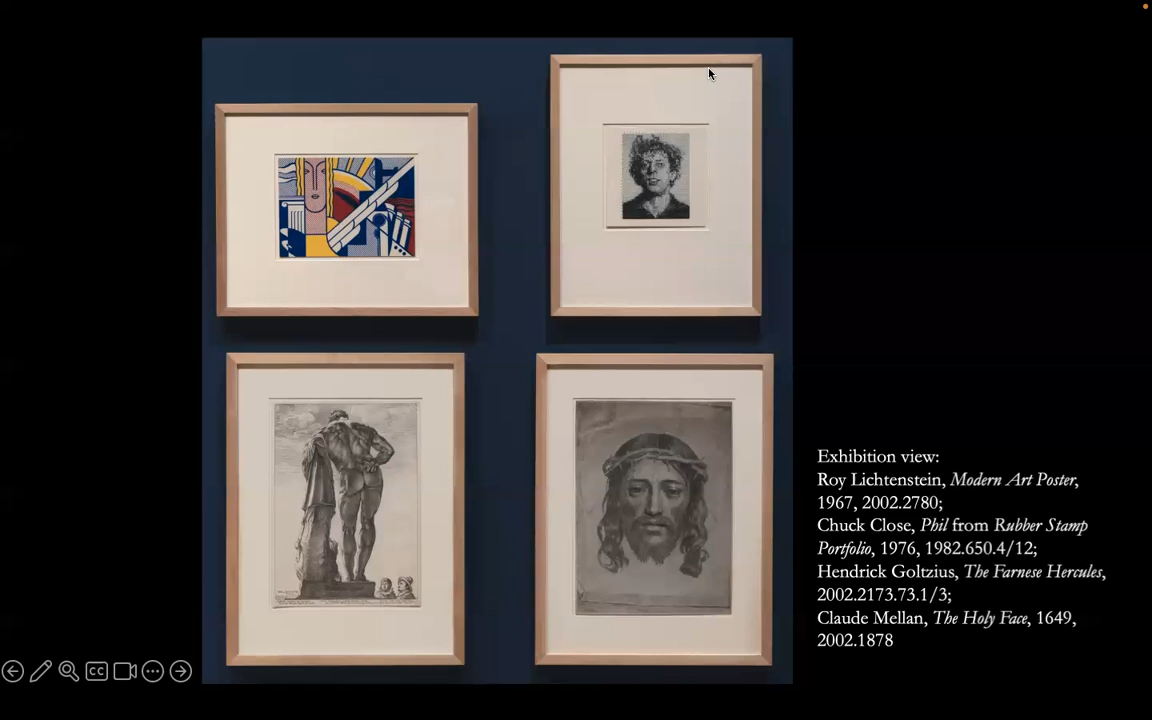 Exhibition view:
Roy Lichtenstein, Modern Art Poster,
1967, 2002.2780;
Chuck Close, Phil from Rubber Stamp
Portfolio, 1976, 1982.650.4/12;
Hendrick Goltzius, The Farnese Hercules,
2002.2173.73.1/3;
Claude Mellan, The Holy Face, 1649,
2002.1878
CC